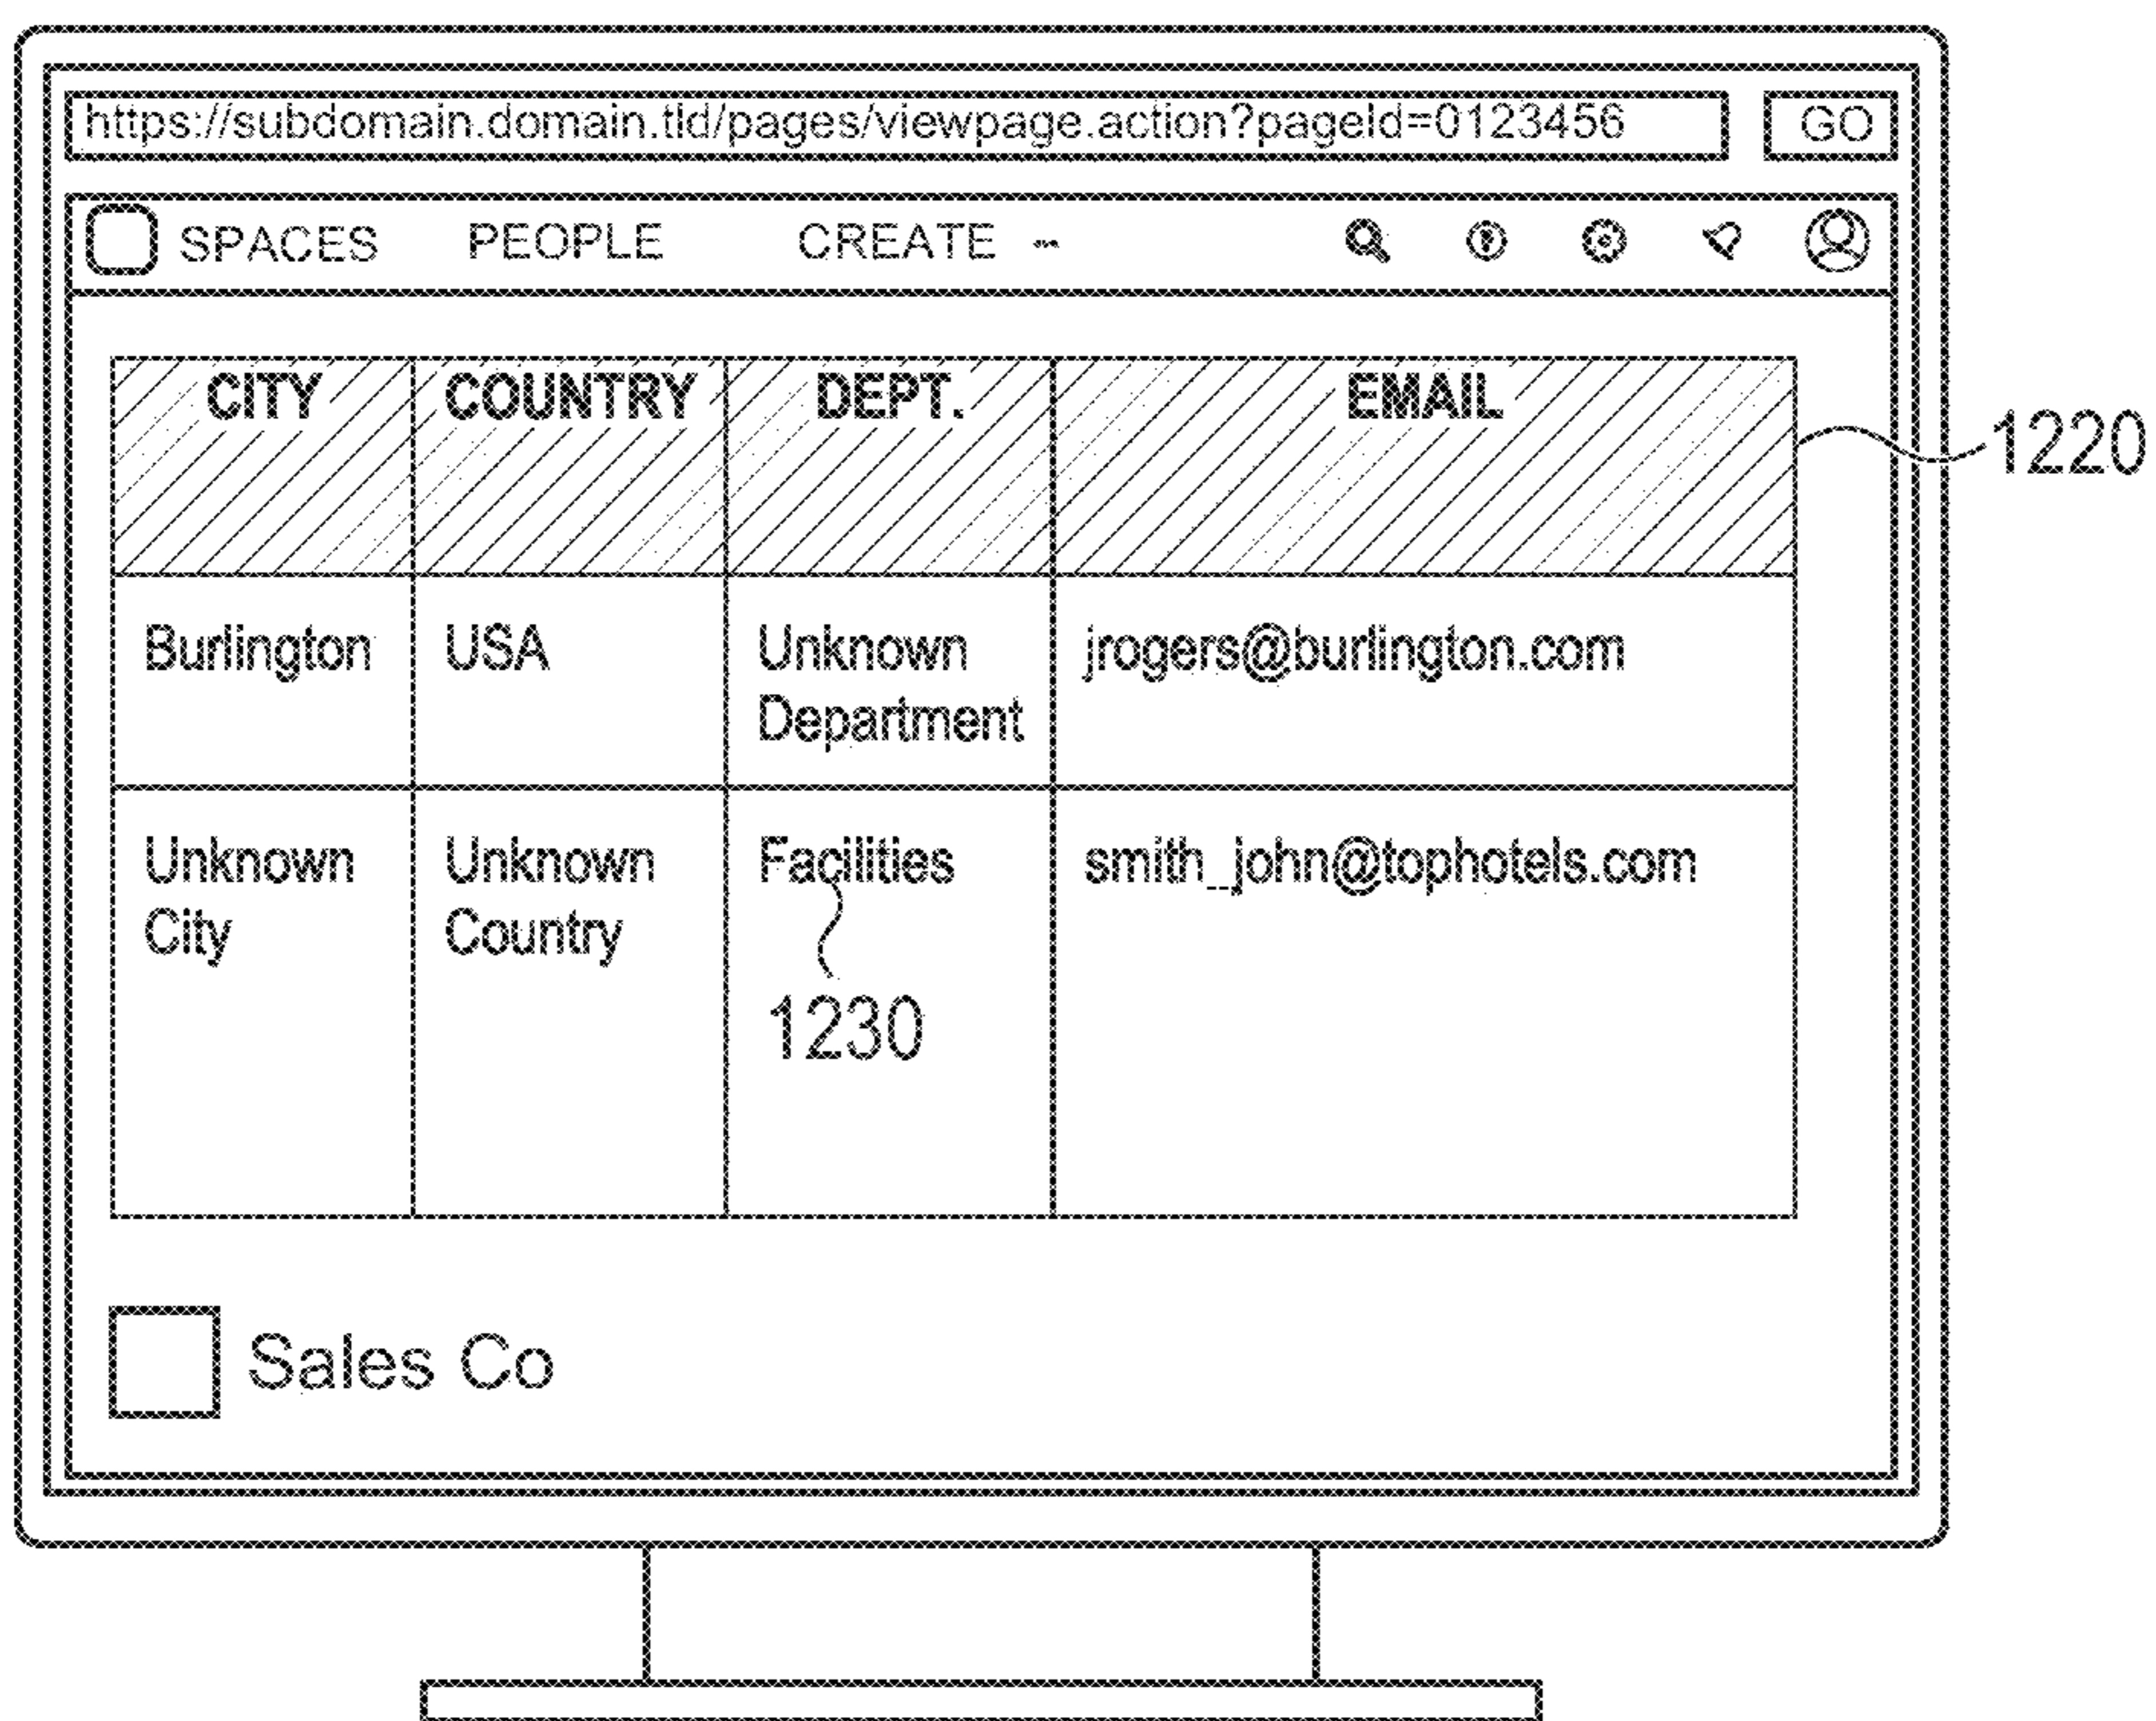 https://subdomain.domain.tld/pages/viewpage.action?pageId=0123456 GO
SPACES PEOPLE CREATE
CITY COUNTRY DEPT. EMAIL
1220
Burlington USA Unknown Department jrogers@burlington.com
Unknown City Unknown Country Facilities smith_john@tophotels.com
1230
Sales Co